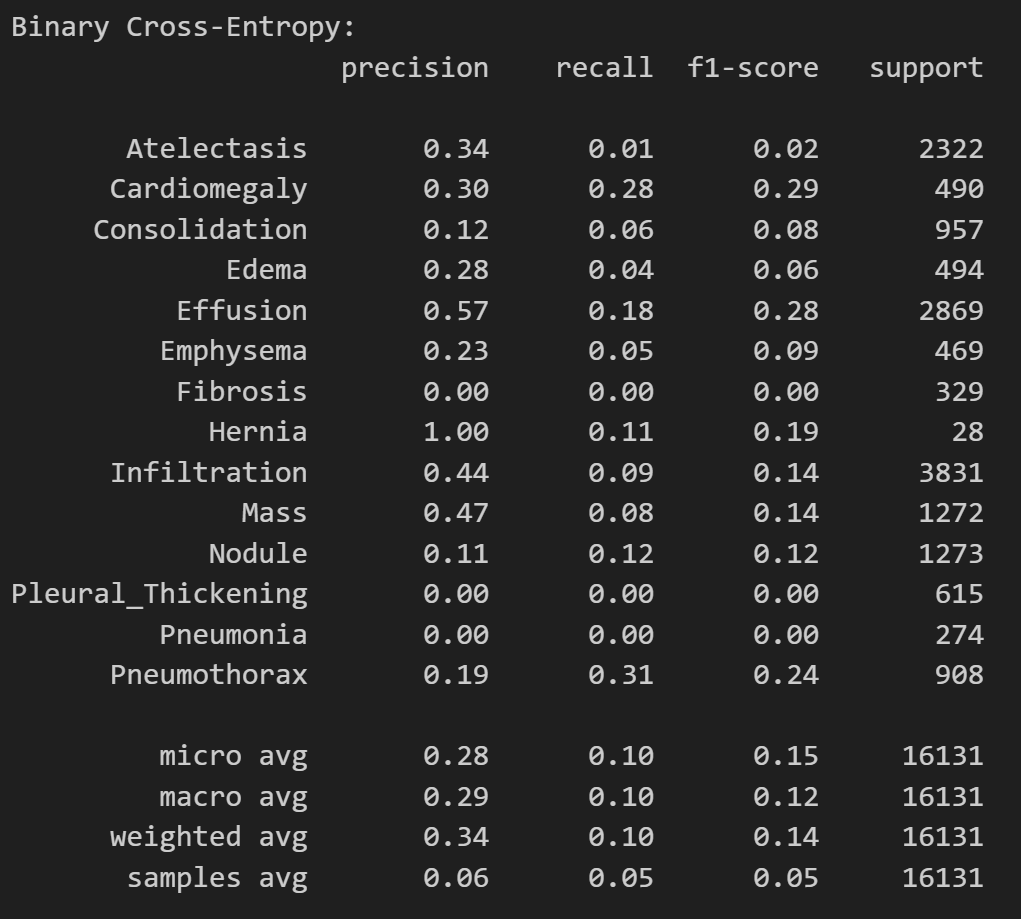 Binary Cross-Entropy:
precision recall f1-score support
Atelectasis 0.34 0.01 0.02 2322
Cardiomegaly 0.30 0.28 0.29 490
Consolidation 0.12 0.06 0.08 957
Edema 0.28 0.04 0.06 494
Effusion 0.57 0.18 0.28 2869
Emphysema 0.23 0.05 0.09 469
Fibrosis 0.00 0.00 0.00 329
Hernia 1.00 0.11 0.19 28
Infiltration 0.44 0.09 0.14 3831
Mass 0.47 0.08 0.14 1272
Nodule 0.11 0.12 0.12 1273
Pleural_Thickening 0.00 0.00 0.00 615
Pneumonia 0.00 0.00 0.00 274
Pneumothorax 0.19 0.31 0.24 908
micro avg 0.28 0.10 0.15 16131
macro avg 0.29 0.10 0.12 16131
weighted avg 0.34 0.10 0.14 16131
samples avg 0.06 0.05 0.05 16131